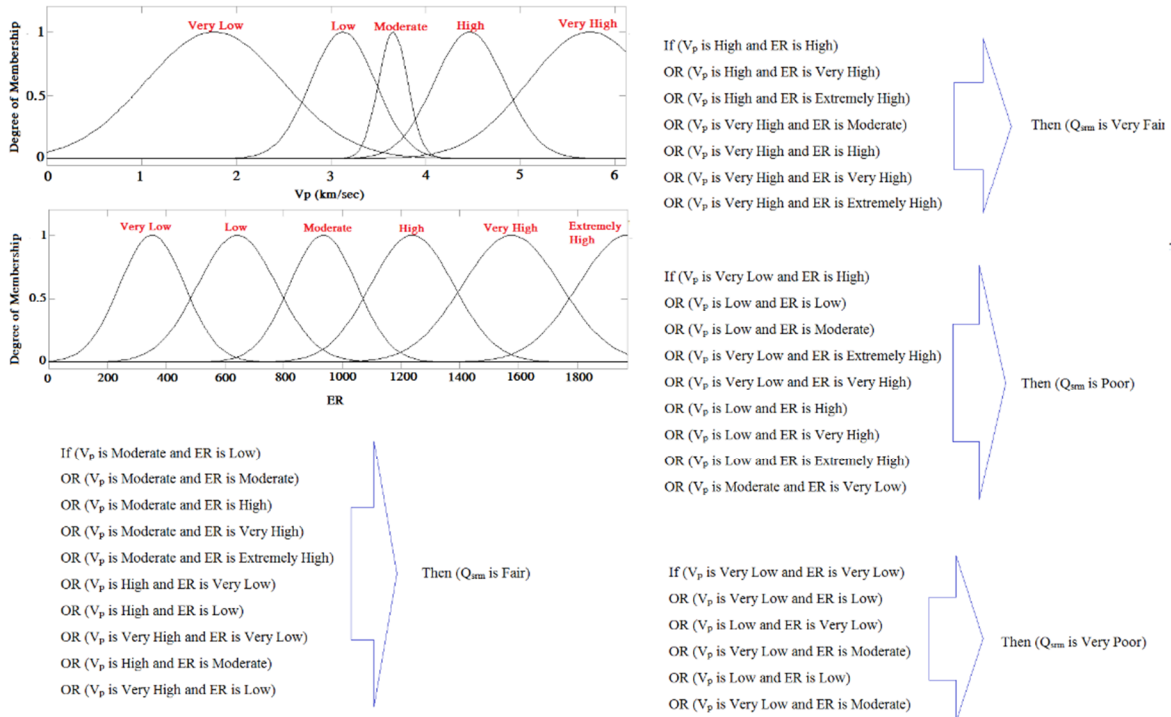 Very Low Low Moderate High Very High
1
0.5
0
Degree of Membership
0 1 2 3 4 5 6
Vp (km/sec)
Very Low Low Moderate High Very High Extremely
High
1
0.5
0
Degree of Membership
0 200 400 600 800 1000 1200 1400 1600 1800
ER
If (Vp is High and ER is High)
OR (Vp is High and ER is Very High)
OR (Vp is High and ER is Extremely High)
OR (Vp is Very High and ER is Moderate)
OR (Vp is Very High and ER is High)
OR (Vp is Very High and ER is Very High)
OR (Vp is Very High and ER is Extremely High)
Then (Qsrm is Very Fair
If (Vp is Very Low and ER is High)
OR (Vp is Low and ER is Low)
OR (Vp is Low and ER is Moderate)
OR (Vp is Very Low and ER is Extremely High)
OR (Vp is Very Low and ER is Very High)
OR (Vp is Low and ER is High)
OR (Vp is Low and ER is Very High)
OR (Vp is Low and ER is Extremely High)
OR (Vp is Moderate and ER is Very Low)
Then (Qsrm is Poor)
If (Vp is Moderate and ER is Low)
OR (Vp is Moderate and ER is Moderate)
OR (Vp is Moderate and ER is High)
OR (Vp is Moderate and ER is Very High)
OR (Vp is Moderate and ER is Extremely High)
OR (Vp is High and ER is Very Low)
OR (Vp is High and ER is Low)
OR (Vp is Very High and ER is Very Low)
OR (Vp is High and ER is Moderate)
OR (Vp is Very High and ER is Low)
Then (Qsrm is Fair)
If (Vp is Very Low and ER is Very Low)
OR (Vp is Very Low and ER is Low)
OR (Vp is Low and ER is Very Low)
OR (Vp is Very Low and ER is Moderate)
OR (Vp is Low and ER is Low)
OR (Vp is Very Low and ER is Moderate)
Then (Qsrm is Very Poor)